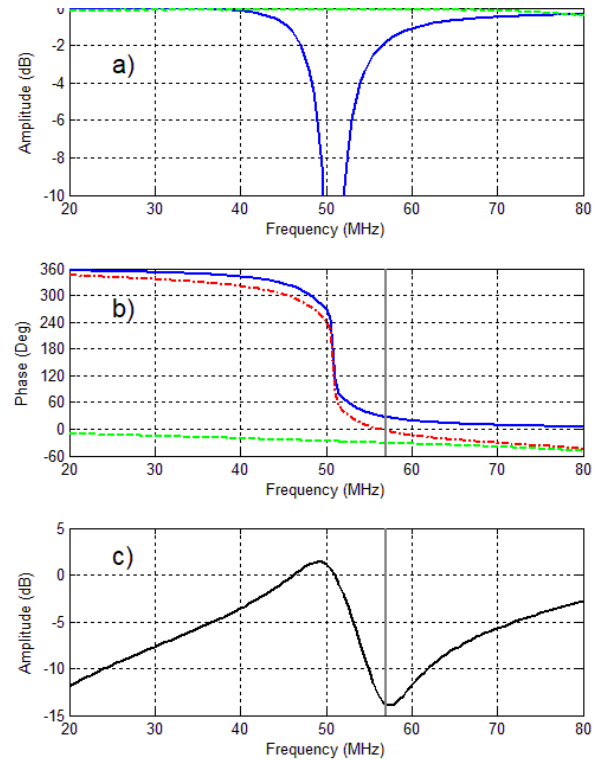 0
-2
-4
-6
-8
-10
Amplitude (dB)
a)
20 30 40 50 60 70 80
Frequency (MHz)
360
300
240
180
120
60
0
-60
Phase (Deg)
b)
20 30 40 50 60 70 80
Frequency (MHz)
5
0
-5
-10
-15
Amplitude (dB)
c)
20 30 40 50 60 70 80
Frequency (MHz)